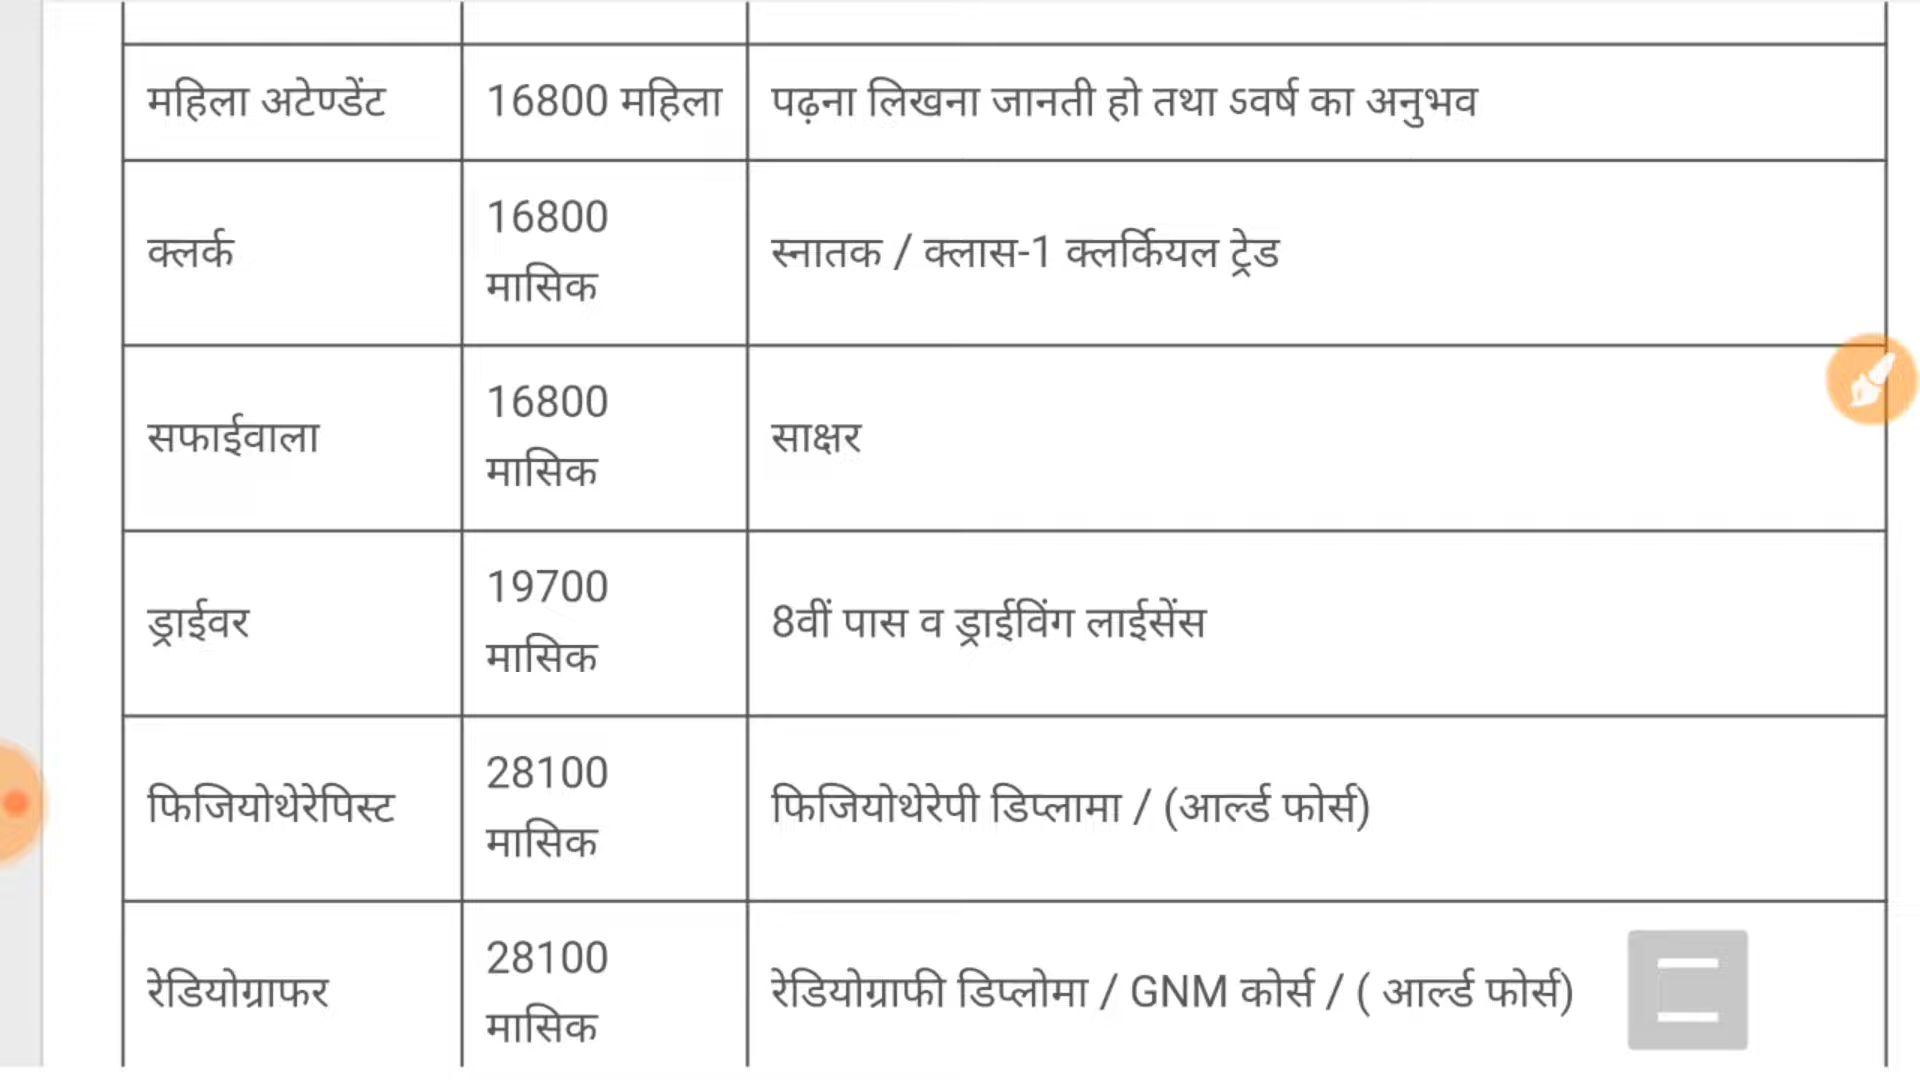 महिला अटेण्डेंट 16800 महिला पढ़ना लिखना जानती हो तथा 5वर्ष का अनुभव
क्लर्क 16800 मासिक स्नातक / क्लास-1 क्लर्कियल ट्रेड
सफाईवाला 16800 मासिक साक्षर
ड्राईवर 19700 मासिक 8वीं पास व ड्राईविंग लाईसेंस
फिजियोथेरेपिस्ट 28100 मासिक फिजियोथेरेपी डिप्लामा / (आर्ल्ड फोर्स)
रेडियोग्राफर 28100 मासिक रेडियोग्राफी डिप्लोमा / GNM कोर्स / ( आर्ल्ड फोर्स)